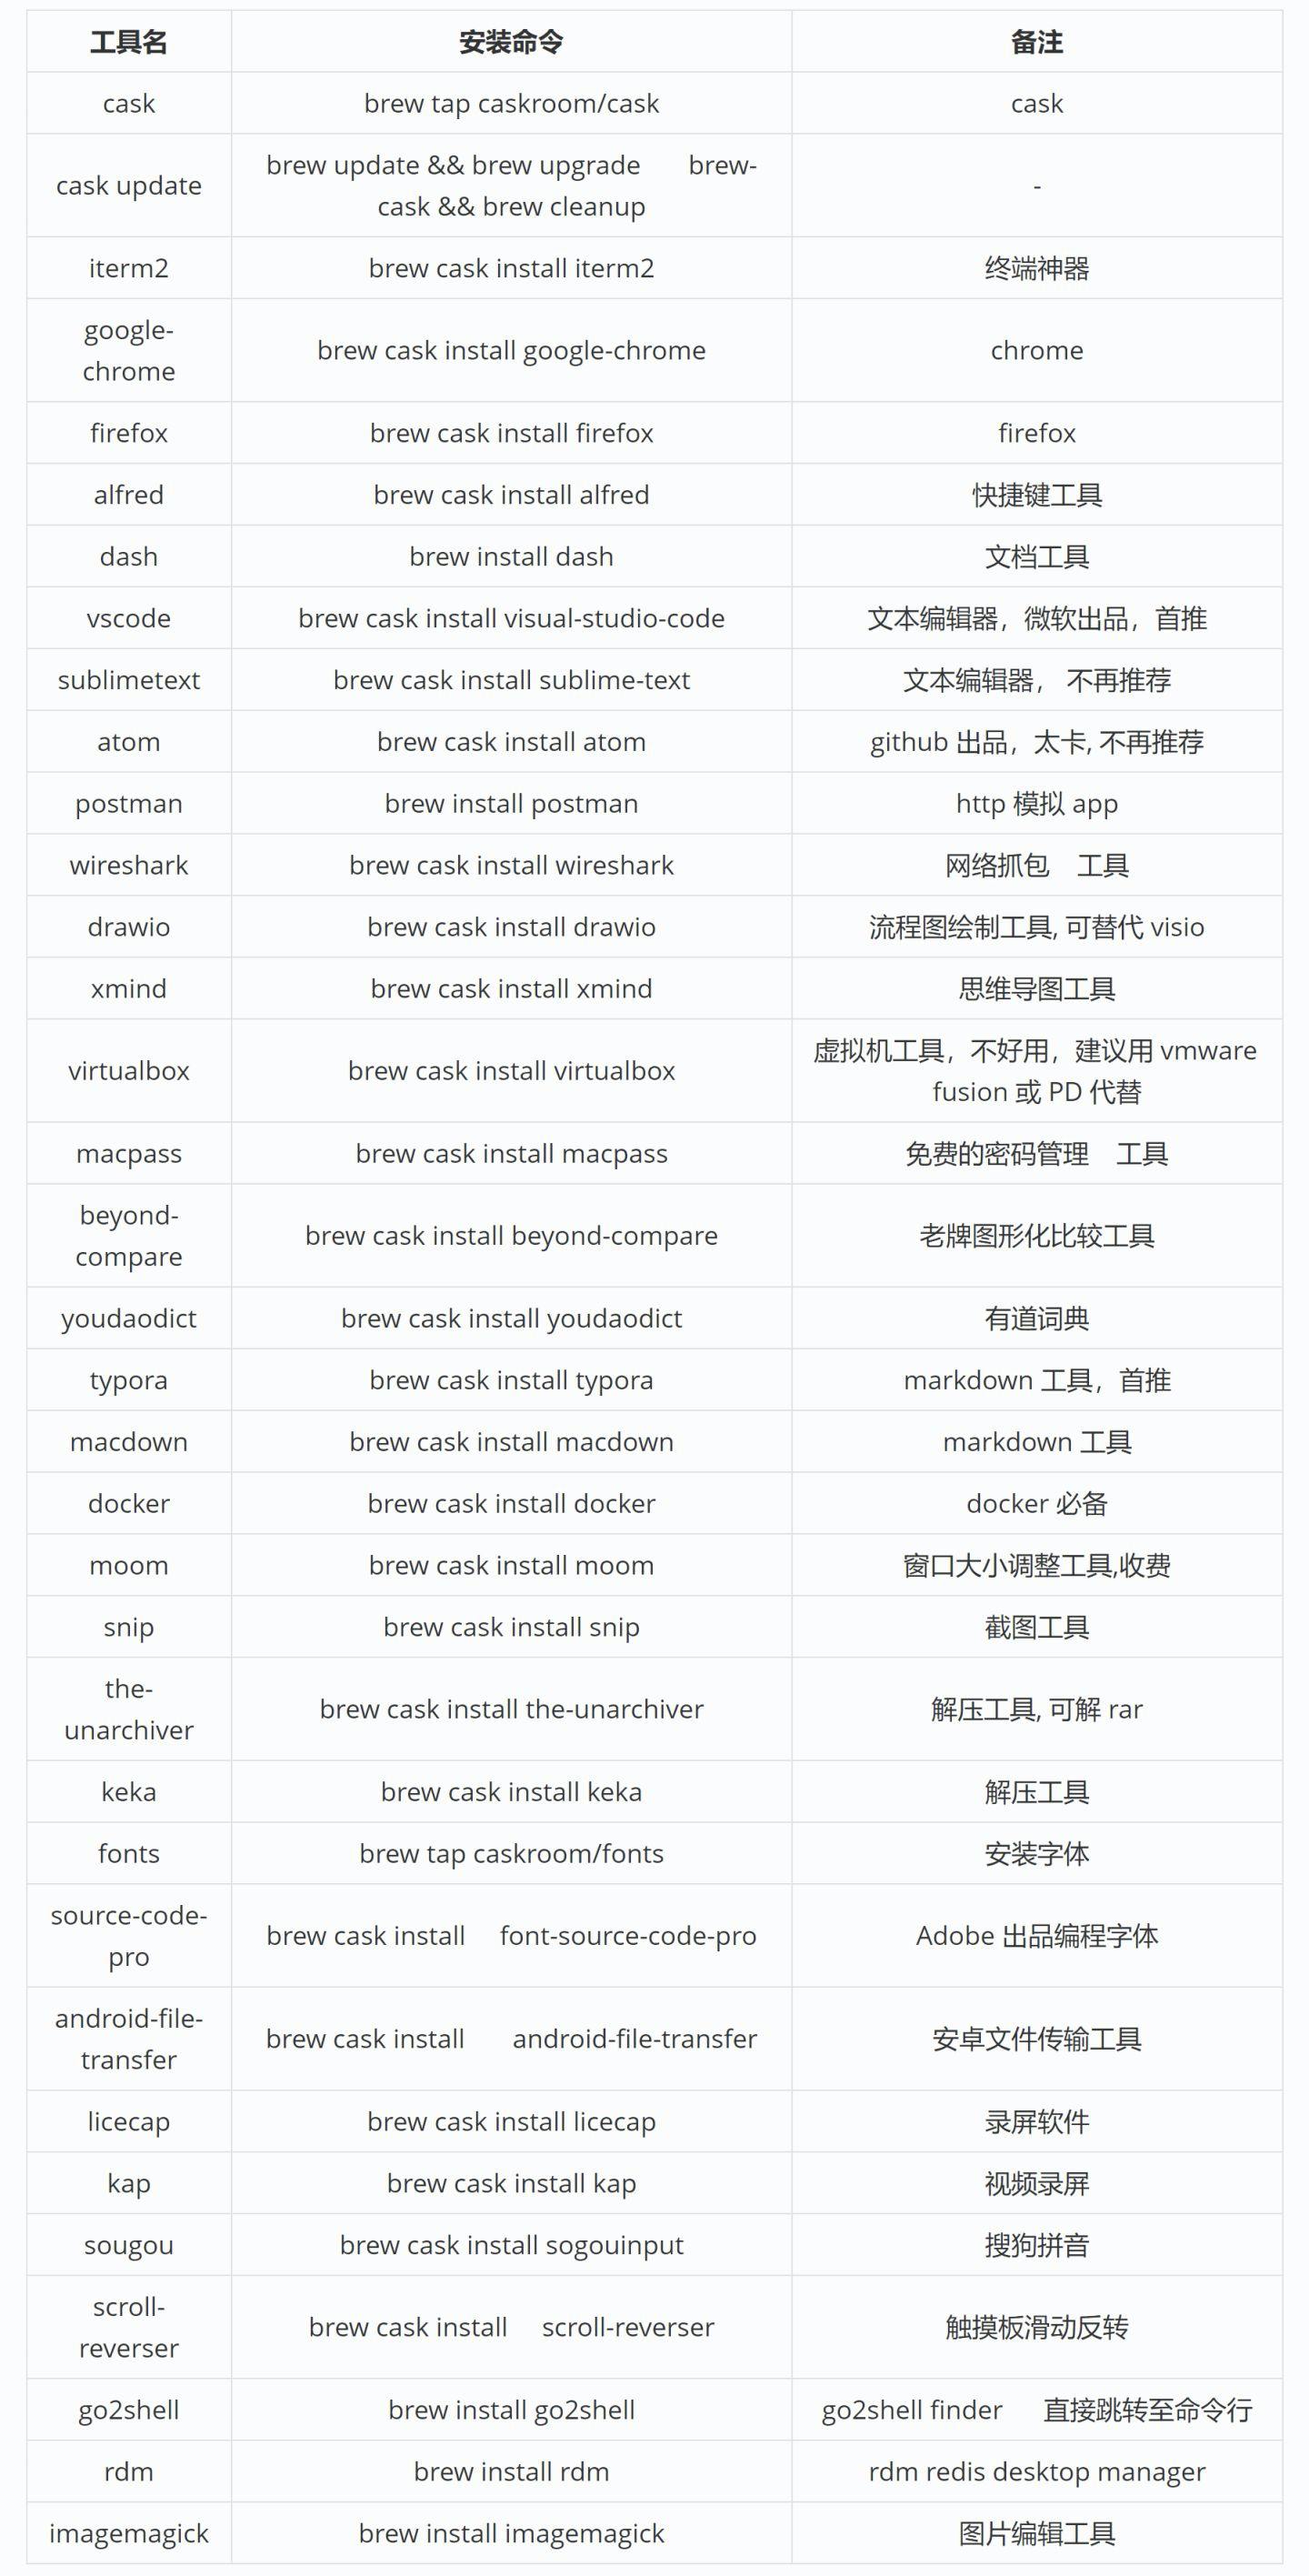 工具名 安装命令 备注
cask brew tap caskroom/cask cask
cask update brew update && brew upgrade brew-
cask && brew cleanup -
iterm2 brew cask install iterm2 终端神器
google-
chrome brew cask install google-chrome chrome
firefox brew cask install firefox firefox
alfred brew cask install alfred 快捷键工具
dash brew install dash 文档工具
vscode brew cask install visual-studio-code 文本编辑器，微软出品，首推
sublimetext brew cask install sublime-text 文本编辑器， 不再推荐
atom brew cask install atom github 出品，太卡, 不再推荐
postman brew install postman http 模拟 app
wireshark brew cask install wireshark 网络抓包 工具
drawio brew cask install drawio 流程图绘制工具, 可替代 visio
xmind brew cask install xmind 思维导图工具
virtualbox brew cask install virtualbox 虚拟机工具，不好用，建议用 vmware
fusion 或 PD 代替
macpass brew cask install macpass 免费的密码管理 工具
beyond-
compare brew cask install beyond-compare 老牌图形化比较工具
youdaodict brew cask install youdaodict 有道词典
typora brew cask install typora markdown 工具，首推
macdown brew cask install macdown markdown 工具
docker brew cask install docker docker 必备
moom brew cask install moom 窗口大小调整工具,收费
snip brew cask install snip 截图工具
the-
unarchiver brew cask install the-unarchiver 解压工具, 可解 rar
keka brew cask install keka 解压工具
fonts brew tap caskroom/fonts 安装字体
source-code-
pro brew cask install font-source-code-pro Adobe 出品编程字体
android-file-
transfer brew cask install android-file-transfer 安卓文件传输工具
licecap brew cask install licecap 录屏软件
kap brew cask install kap 视频录屏
sougou brew cask install sogouinput 搜狗拼音
scroll-
reverser brew cask install scroll-reverser 触摸板滑动反转
go2shell brew install go2shell go2shell finder 直接跳转至命令行
rdm brew install rdm rdm redis desktop manager
imagemagick brew install imagemagick 图片编辑工具